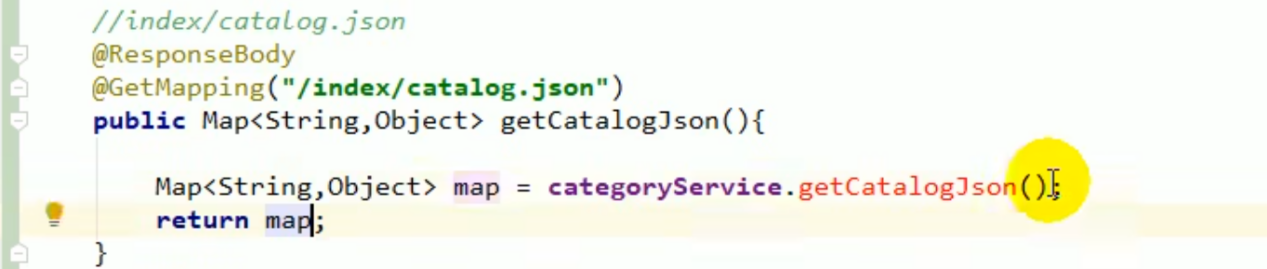 //index/catalog.json
@ResponseBody
@GetMapping("/index/catalog.json")
public Map<String,Object> getCatalogJson(){
Map<String,Object> map = categoryService.getCatalogJson();
return map;
}